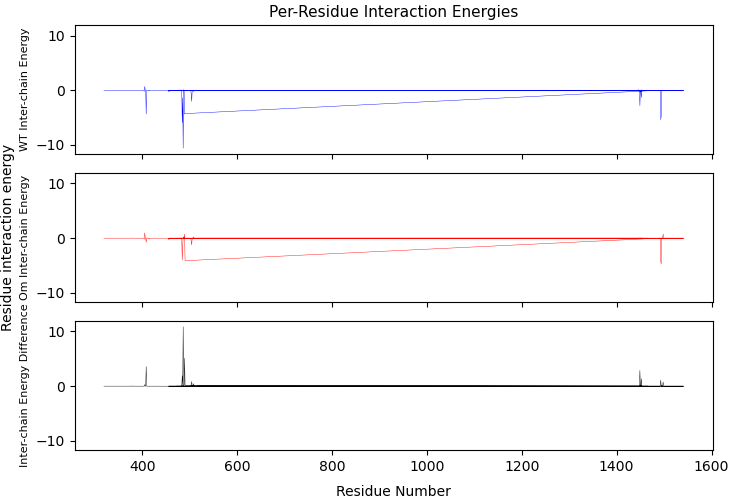 Per-Residue Interaction Energies
WT Inter-chain Energy
10
0
−10
Om Inter-chain Energy
10
0
−10
Residue interaction energy
Inter-chain Energy Difference
10
0
−10
400 600 800 1000 1200 1400 1600
Residue Number